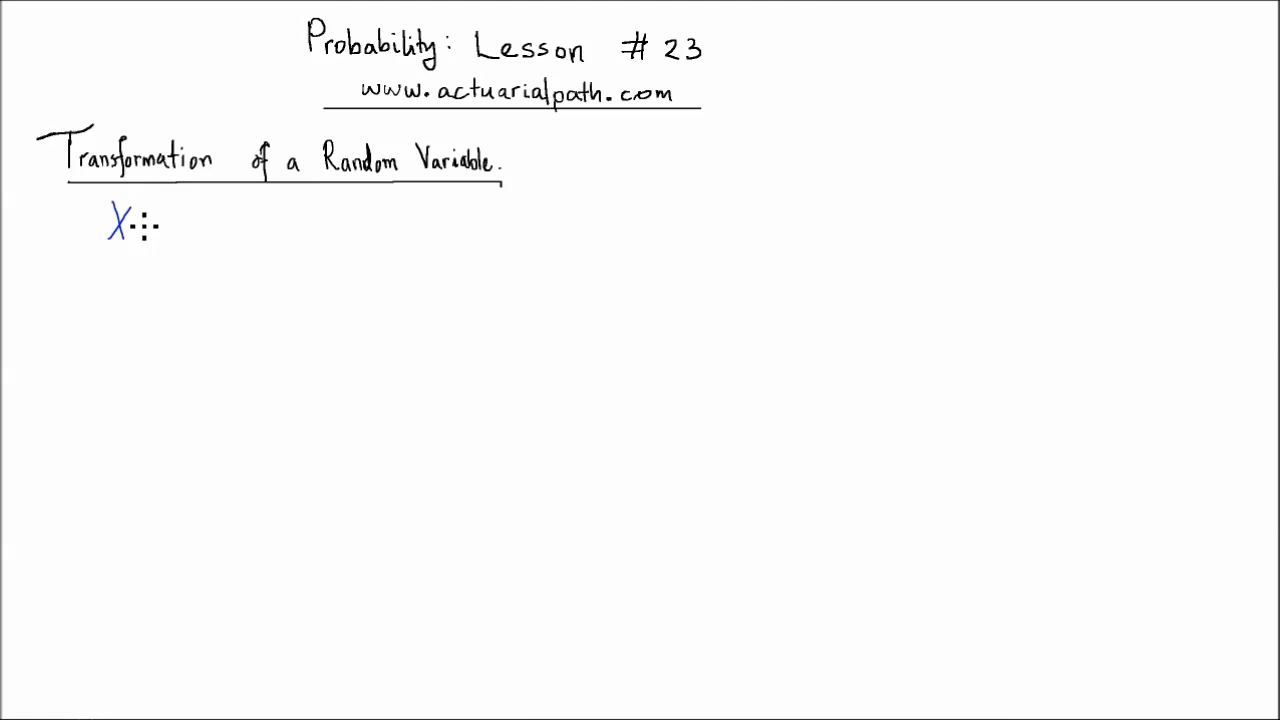 Probability: Lesson # 23
www.actuarialpath.com
Transformation of a Random Variable.
X